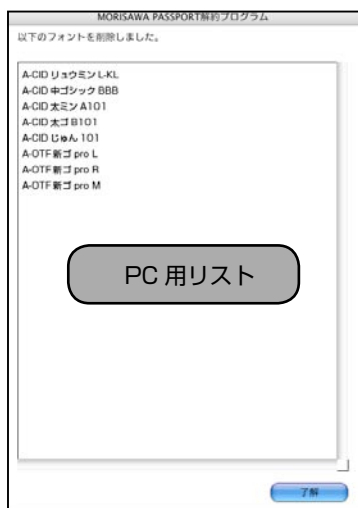 MORISAWA PASSPORT解約プログラム
以下のフォントを削除しました。
A-CID リュウミン L-KL
A-CID 中ゴシック BBB
A-CID 太ミン A101
A-CID 太ゴ B101
A-CID じゅん 101
A-OTF 新ゴ pro L
A-OTF 新ゴ pro R
A-OTF 新ゴ pro M
PC 用リスト
了解